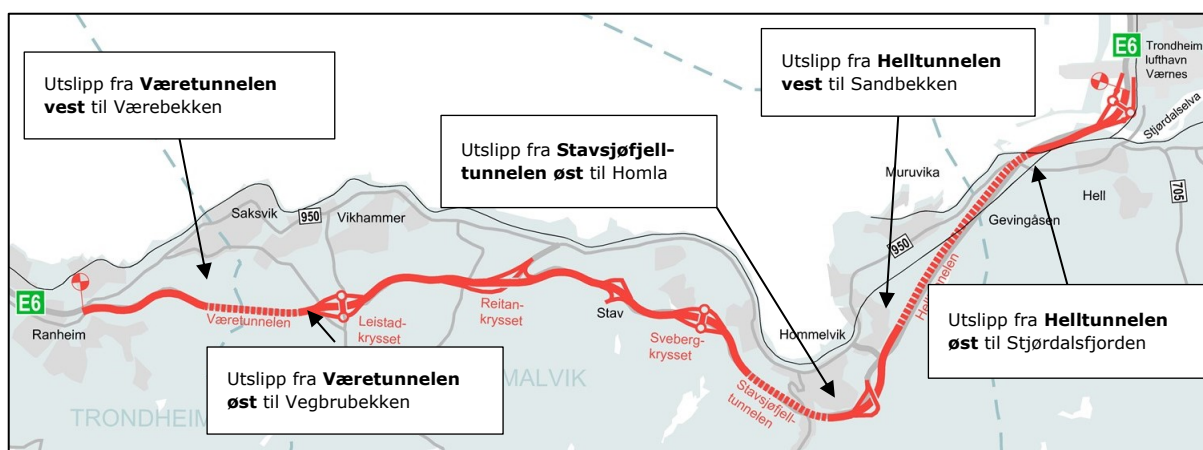 Utslipp fra Væretunnelen
vest til Værebekken
Utslipp fra Stavsjøfjell-
tunnelen øst til Homla
Utslipp fra Helltunnelen
vest til Sandbekken
E6
Trondheim
lufthavn
Værnes
Stjørdalselva
Muruvika
Hell
705
Gevingåsen
950
Saksvik
950
Vikhammer
Helltunnelen
E6
Ranheim
Væretunnelen
Leistad-
krysset
Reitan-
krysset
Stav
Sveberg-
krysset
Hommelvik
Stavsjøfjell-
tunnelen
Utslipp fra Helltunnelen
øst til Stjørdalsfjorden
Utslipp fra Væretunnelen
øst til Vegbrubekken
MALVIK
TRONDHEIM